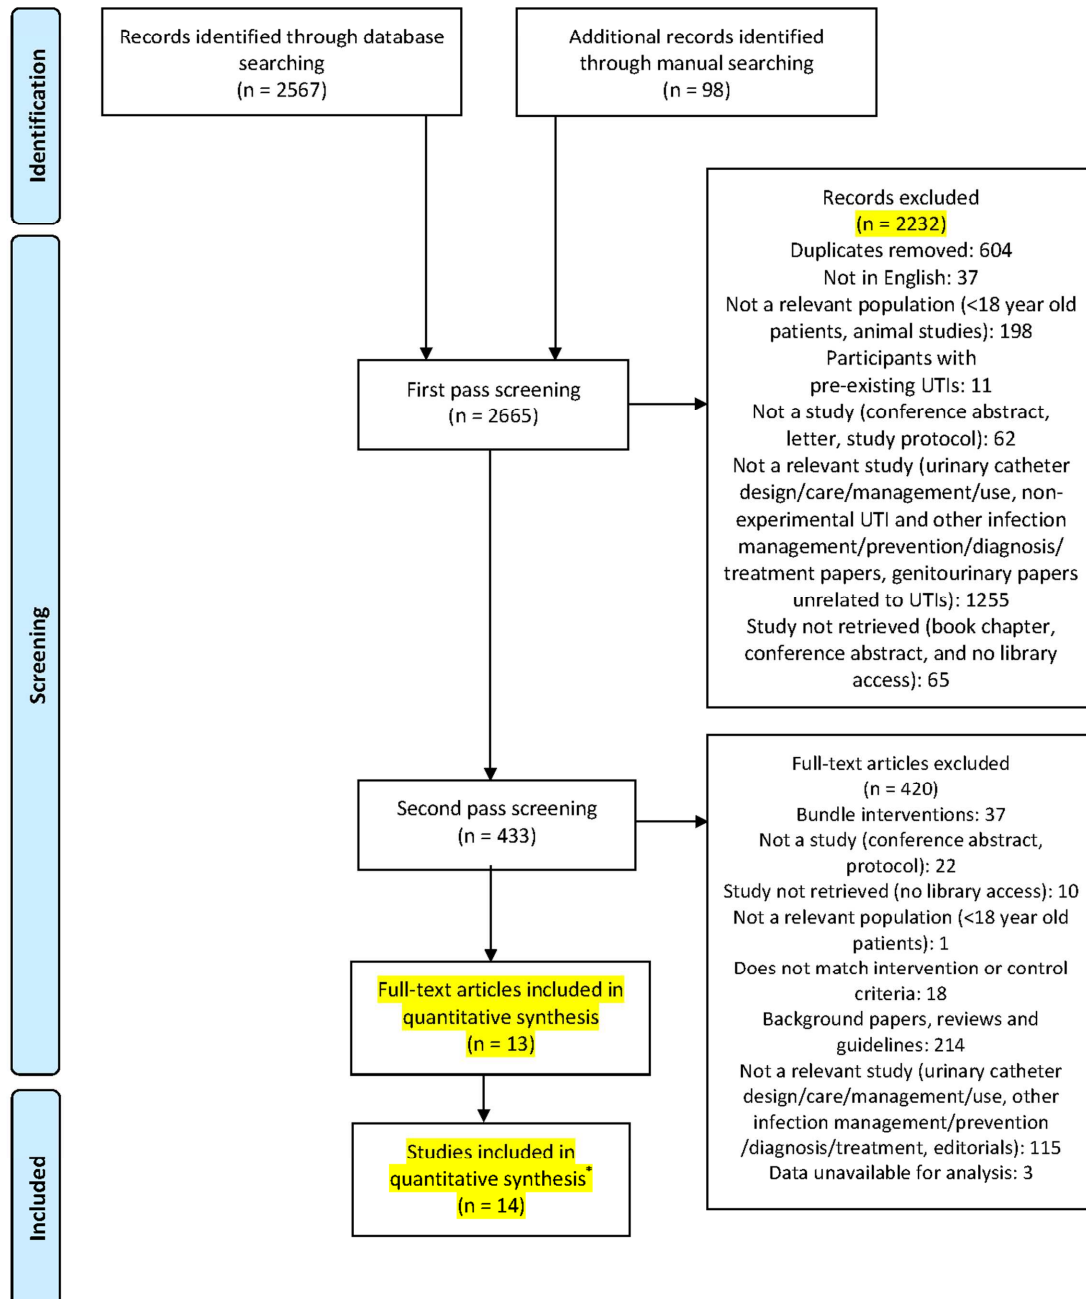 Identification
Records identified through database
searching
(n = 2567)
Additional records identified
through manual searching
(n = 98)
Records excluded
(n = 2232)
Duplicates removed: 604
Not in English: 37
Not a relevant population (<18 year old
patients, animal studies): 198
Participants with
pre-existing UTIs: 11
Not a study (conference abstract,
letter, study protocol): 62
Not a relevant study (urinary catheter
design/care/management/use, non-
experimental UTI and other infection
management/prevention/diagnosis/
treatment papers, genitourinary papers
unrelated to UTIs): 1255
Study not retrieved (book chapter,
conference abstract, and no library
access): 65
Screening
First pass screening
(n = 2665)
Second pass screening
(n = 433)
Full-text articles excluded
(n = 420)
Bundle interventions: 37
Not a study (conference abstract,
protocol): 22
Study not retrieved (no library access): 10
Not a relevant population (<18 year old
patients): 1
Does not match intervention or control
criteria: 18
Background papers, reviews and
guidelines: 214
Not a relevant study (urinary catheter
design/care/management/use, other
infection management/prevention
/diagnosis/treatment, editorials): 115
Data unavailable for analysis: 3
Full-text articles included in
quantitative synthesis
(n = 13)
Included
Studies included in
quantitative synthesis*
(n = 14)